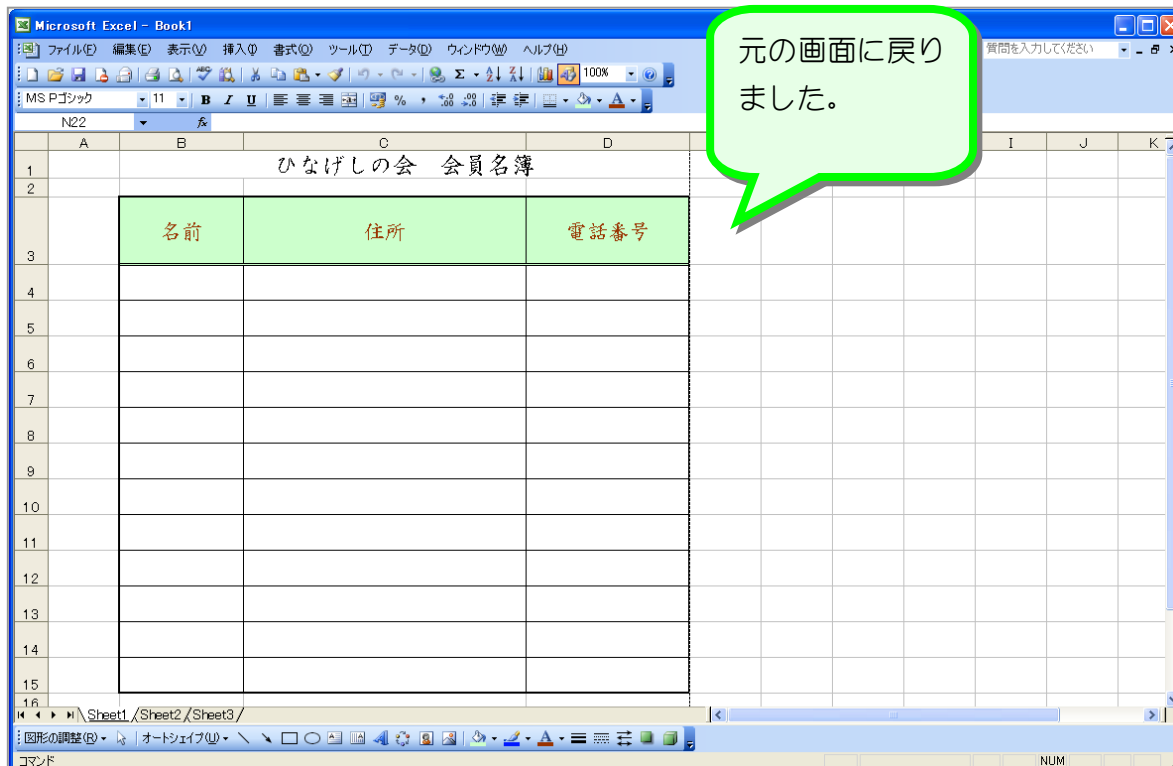 Microsoft Excel - Book1
ファイル(F) 編集(E) 表示(V) 挿入(I) 書式(O) ツール(T) データ(D) ウィンドウ(W) ヘルプ(H)
質問を入力してください
100%
MS Pゴシック 11 B I U
N22 fx
元の画面に戻り
ました。
A B C D I J K
1 ひなげしの会 会員名簿
2
3 名前 住所 電話番号
4
5
6
7
8
9
10
11
12
13
14
15
16
Sheet1 Sheet2 Sheet3
図形の調整(R) オートシェイプ(U)
コマンド NUM